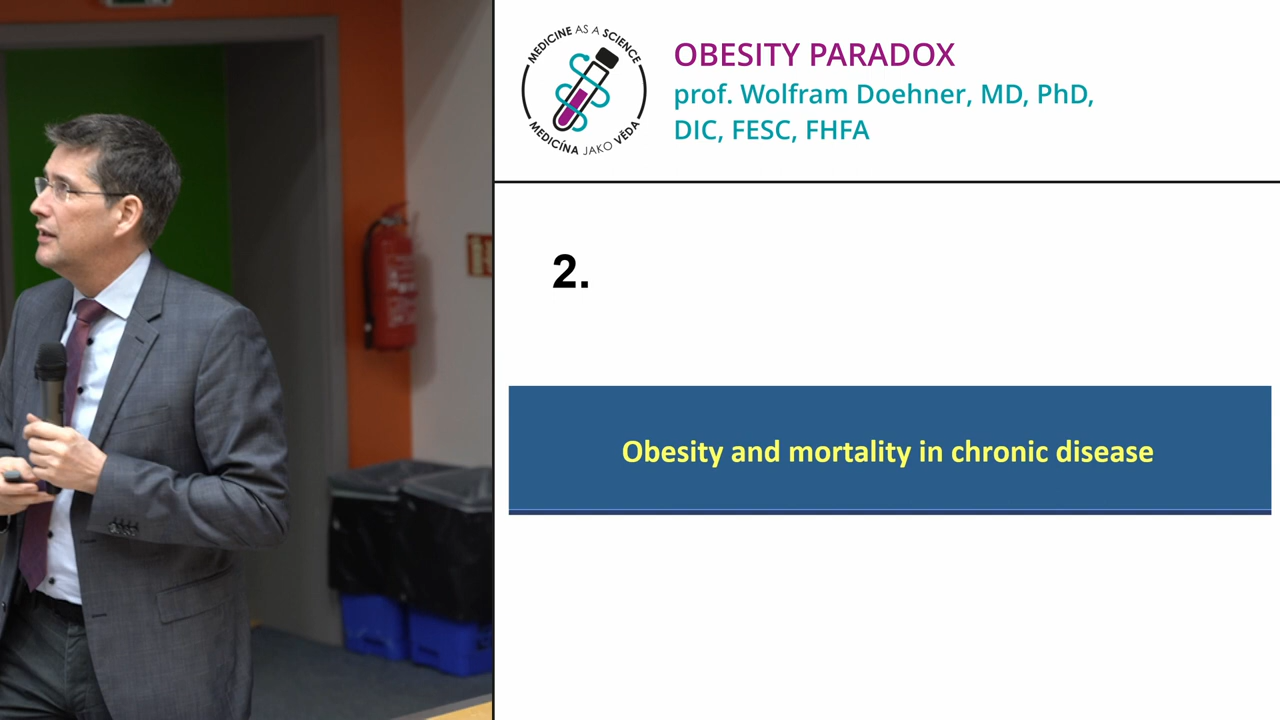 MEDICINE AS A SCIENCE
MEDICÍNA JAKO VĚDA
OBESITY PARADOX
prof. Wolfram Doehner, MD, PhD,
DIC, FESC, FHFA
2.
Obesity and mortality in chronic disease